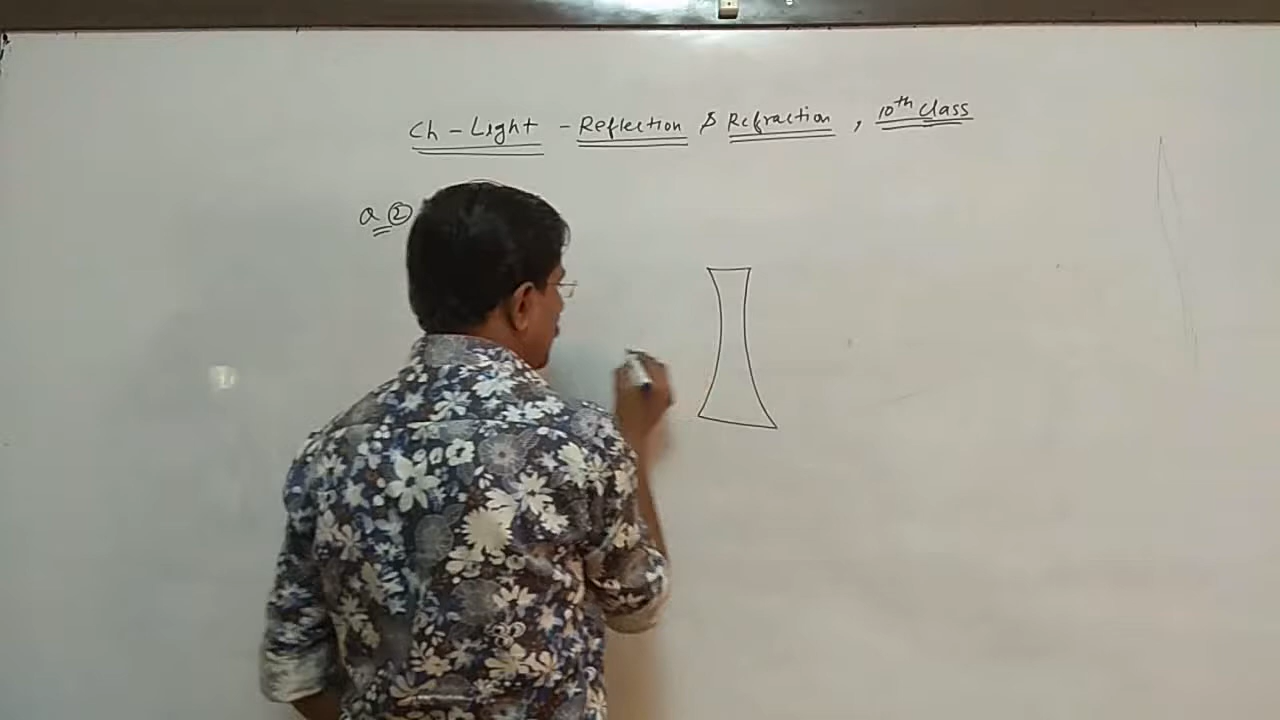 Ch - Light - Reflection & Refraction, 10th Class
Q ②